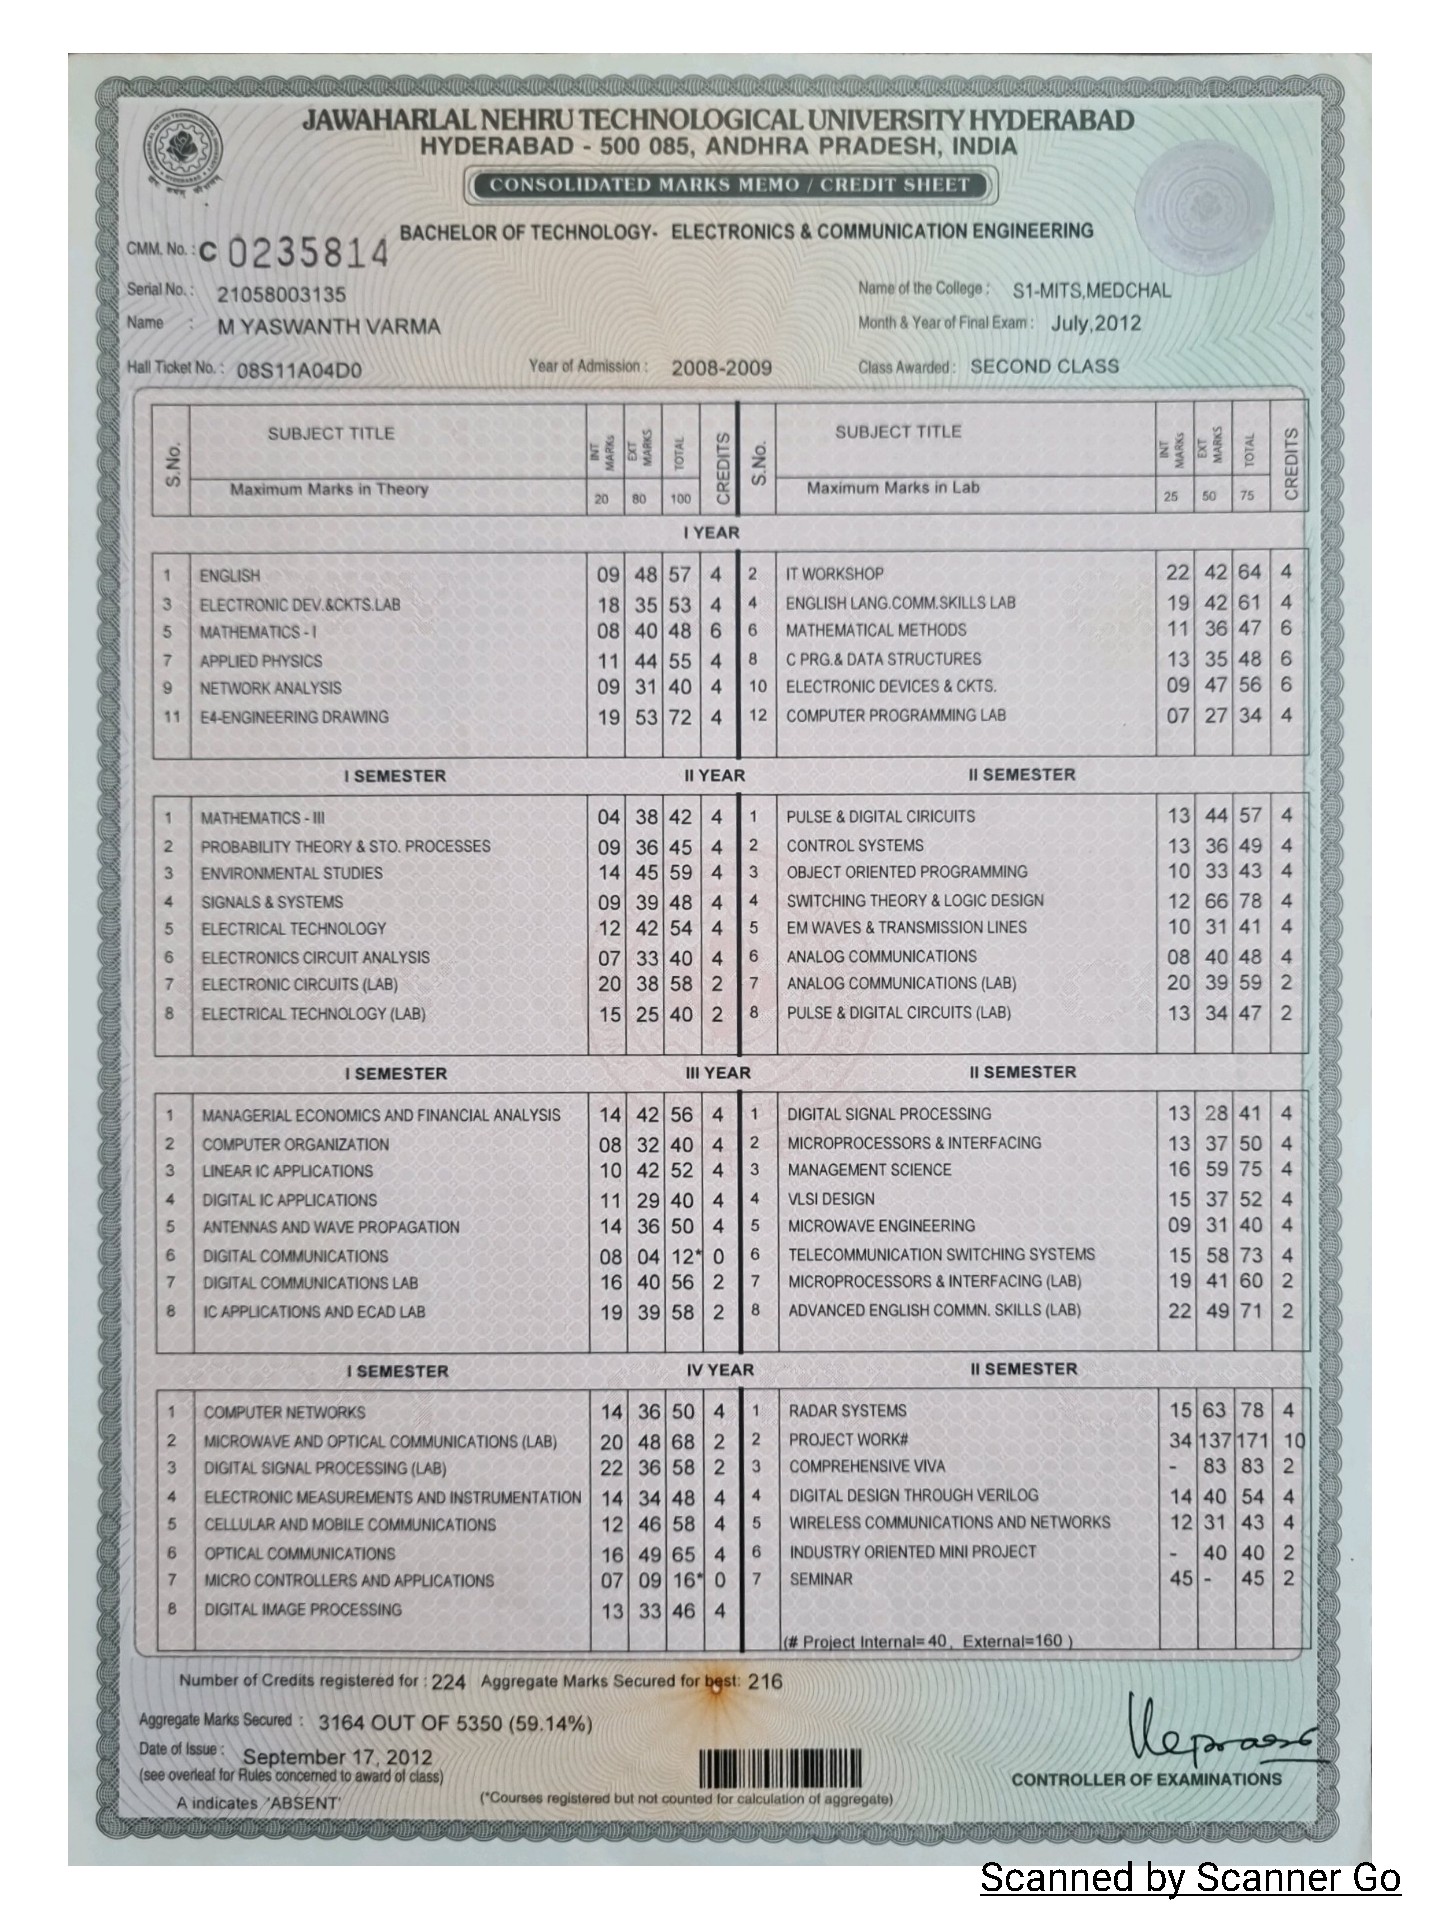 JAWAHARLAL NEHRU TECHNOLOGICAL UNIVERSITY HYDERABAD
HYDERABAD - 500 085, ANDHRA PRADESH, INDIA
CONSOLIDATED MARKS MEMO / CREDIT SHEET
BACHELOR OF TECHNOLOGY- ELECTRONICS & COMMUNICATION ENGINEERING
CMM. No. : C 0235814
Serial No. : 21058003135 Name of the College : S1-MITS,MEDCHAL
Name : M YASWANTH VARMA Month & Year of Final Exam : July,2012
Hall Ticket No. : 08S11A04D0 Year of Admission : 2008-2009 Class Awarded : SECOND CLASS
S.No. SUBJECT TITLE INT MARKs EXT MARKS TOTAL CREDITS S.No. SUBJECT TITLE INT MARKs EXT MARKS TOTAL CREDITS
Maximum Marks in Theory 20 80 100 Maximum Marks in Lab 25 50 75
I YEAR
1 ENGLISH 09 48 57 4 2 IT WORKSHOP 22 42 64 4
3 ELECTRONIC DEV.&CKTS.LAB 18 35 53 4 4 ENGLISH LANG.COMM.SKILLS LAB 19 42 61 4
5 MATHEMATICS - I 08 40 48 6 6 MATHEMATICAL METHODS 11 36 47 6
7 APPLIED PHYSICS 11 44 55 4 8 C PRG.& DATA STRUCTURES 13 35 48 6
9 NETWORK ANALYSIS 09 31 40 4 10 ELECTRONIC DEVICES & CKTS. 09 47 56 6
11 E4-ENGINEERING DRAWING 19 53 72 4 12 COMPUTER PROGRAMMING LAB 07 27 34 4
I SEMESTER II YEAR II SEMESTER
1 MATHEMATICS - III 04 38 42 4 1 PULSE & DIGITAL CIRICUITS 13 44 57 4
2 PROBABILITY THEORY & STO. PROCESSES 09 36 45 4 2 CONTROL SYSTEMS 13 36 49 4
3 ENVIRONMENTAL STUDIES 14 45 59 4 3 OBJECT ORIENTED PROGRAMMING 10 33 43 4
4 SIGNALS & SYSTEMS 09 39 48 4 4 SWITCHING THEORY & LOGIC DESIGN 12 66 78 4
5 ELECTRICAL TECHNOLOGY 12 42 54 4 5 EM WAVES & TRANSMISSION LINES 10 31 41 4
6 ELECTRONICS CIRCUIT ANALYSIS 07 33 40 4 6 ANALOG COMMUNICATIONS 08 40 48 4
7 ELECTRONIC CIRCUITS (LAB) 20 38 58 2 7 ANALOG COMMUNICATIONS (LAB) 20 39 59 2
8 ELECTRICAL TECHNOLOGY (LAB) 15 25 40 2 8 PULSE & DIGITAL CIRCUITS (LAB) 13 34 47 2
I SEMESTER III YEAR II SEMESTER
1 MANAGERIAL ECONOMICS AND FINANCIAL ANALYSIS 14 42 56 4 1 DIGITAL SIGNAL PROCESSING 13 28 41 4
2 COMPUTER ORGANIZATION 08 32 40 4 2 MICROPROCESSORS & INTERFACING 13 37 50 4
3 LINEAR IC APPLICATIONS 10 42 52 4 3 MANAGEMENT SCIENCE 16 59 75 4
4 DIGITAL IC APPLICATIONS 11 29 40 4 4 VLSI DESIGN 15 37 52 4
5 ANTENNAS AND WAVE PROPAGATION 14 36 50 4 5 MICROWAVE ENGINEERING 09 31 40 4
6 DIGITAL COMMUNICATIONS 08 04 12* 0 6 TELECOMMUNICATION SWITCHING SYSTEMS 15 58 73 4
7 DIGITAL COMMUNICATIONS LAB 16 40 56 2 7 MICROPROCESSORS & INTERFACING (LAB) 19 41 60 2
8 IC APPLICATIONS AND ECAD LAB 19 39 58 2 8 ADVANCED ENGLISH COMMN. SKILLS (LAB) 22 49 71 2
I SEMESTER IV YEAR II SEMESTER
1 COMPUTER NETWORKS 14 36 50 4 1 RADAR SYSTEMS 15 63 78 4
2 MICROWAVE AND OPTICAL COMMUNICATIONS (LAB) 20 48 68 2 2 PROJECT WORK# 34 137 171 10
3 DIGITAL SIGNAL PROCESSING (LAB) 22 36 58 2 3 COMPREHENSIVE VIVA - 83 83 2
4 ELECTRONIC MEASUREMENTS AND INSTRUMENTATION 14 34 48 4 4 DIGITAL DESIGN THROUGH VERILOG 14 40 54 4
5 CELLULAR AND MOBILE COMMUNICATIONS 12 46 58 4 5 WIRELESS COMMUNICATIONS AND NETWORKS 12 31 43 4
6 OPTICAL COMMUNICATIONS 16 49 65 4 6 INDUSTRY ORIENTED MINI PROJECT - 40 40 2
7 MICRO CONTROLLERS AND APPLICATIONS 07 09 16* 0 7 SEMINAR 45 - 45 2
8 DIGITAL IMAGE PROCESSING 13 33 46 4
(# Project Internal= 40, External=160 )
Number of Credits registered for : 224 Aggregate Marks Secured for best: 216
Aggregate Marks Secured : 3164 OUT OF 5350 (59.14%)
Date of Issue : September 17, 2012
(see overleaf for Rules concerned to award of class)
CONTROLLER OF EXAMINATIONS
A indicates 'ABSENT' (*Courses registered but not counted for calculation of aggregate)
Scanned by Scanner Go